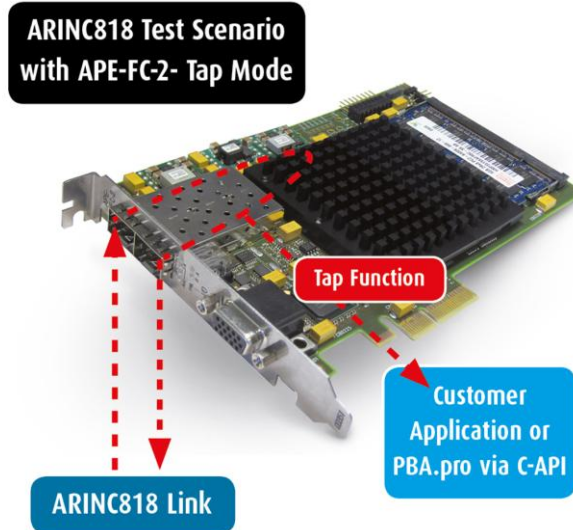 ARINC818 Test Scenario
with APE-FC-2- Tap Mode
Tap Function
Customer
Application or
PBA.pro via C-API
ARINC818 Link